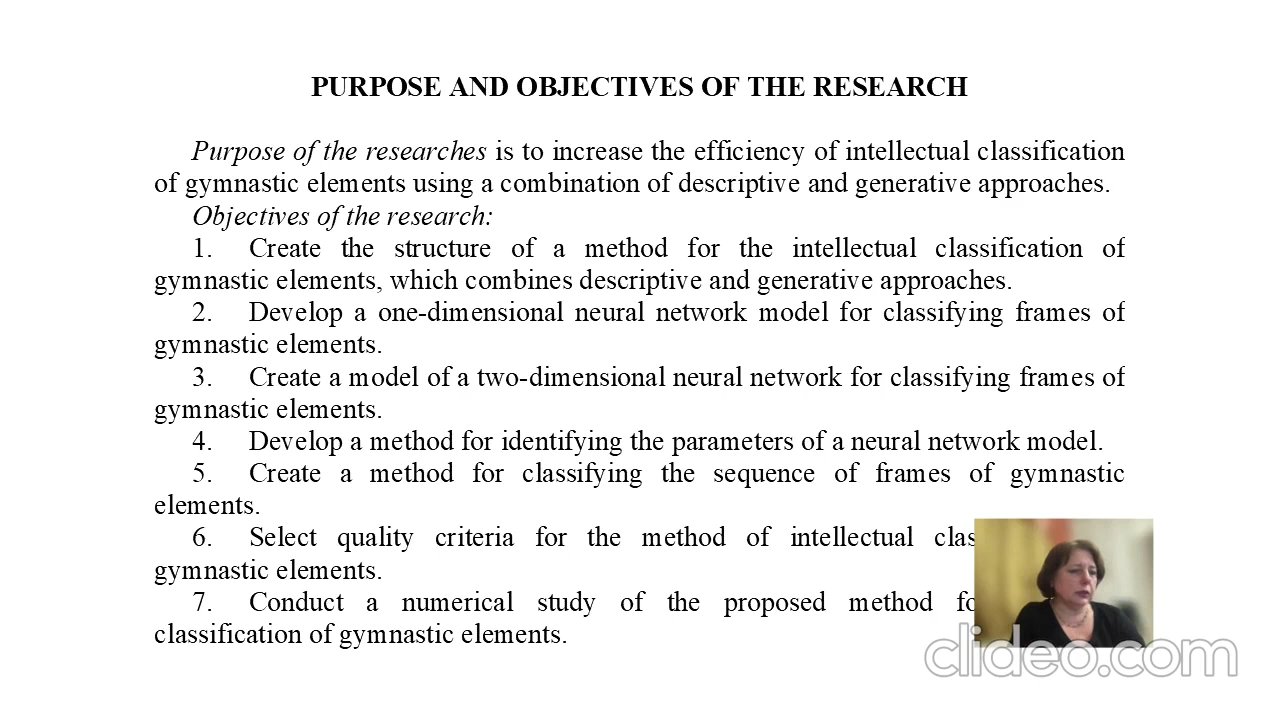 PURPOSE AND OBJECTIVES OF THE RESEARCH
Purpose of the researches is to increase the efficiency of intellectual classification
of gymnastic elements using a combination of descriptive and generative approaches.
Objectives of the research:
1. Create the structure of a method for the intellectual classification of
gymnastic elements, which combines descriptive and generative approaches.
2. Develop a one-dimensional neural network model for classifying frames of
gymnastic elements.
3. Create a model of a two-dimensional neural network for classifying frames of
gymnastic elements.
4. Develop a method for identifying the parameters of a neural network model.
5. Create a method for classifying the sequence of frames of gymnastic
elements.
6. Select quality criteria for the method of intellectual
gymnastic elements.
7. Conduct a numerical study of the proposed method
classification of gymnastic elements.
clideo.com